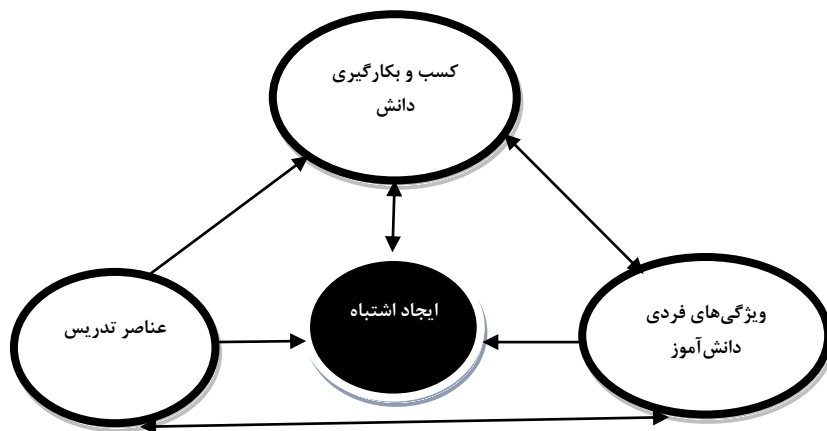 کسب و بکارگیری
دانش
ایجاد اشتباه
ویژگی‌های فردی
دانش‌آموز
عناصر تدریس